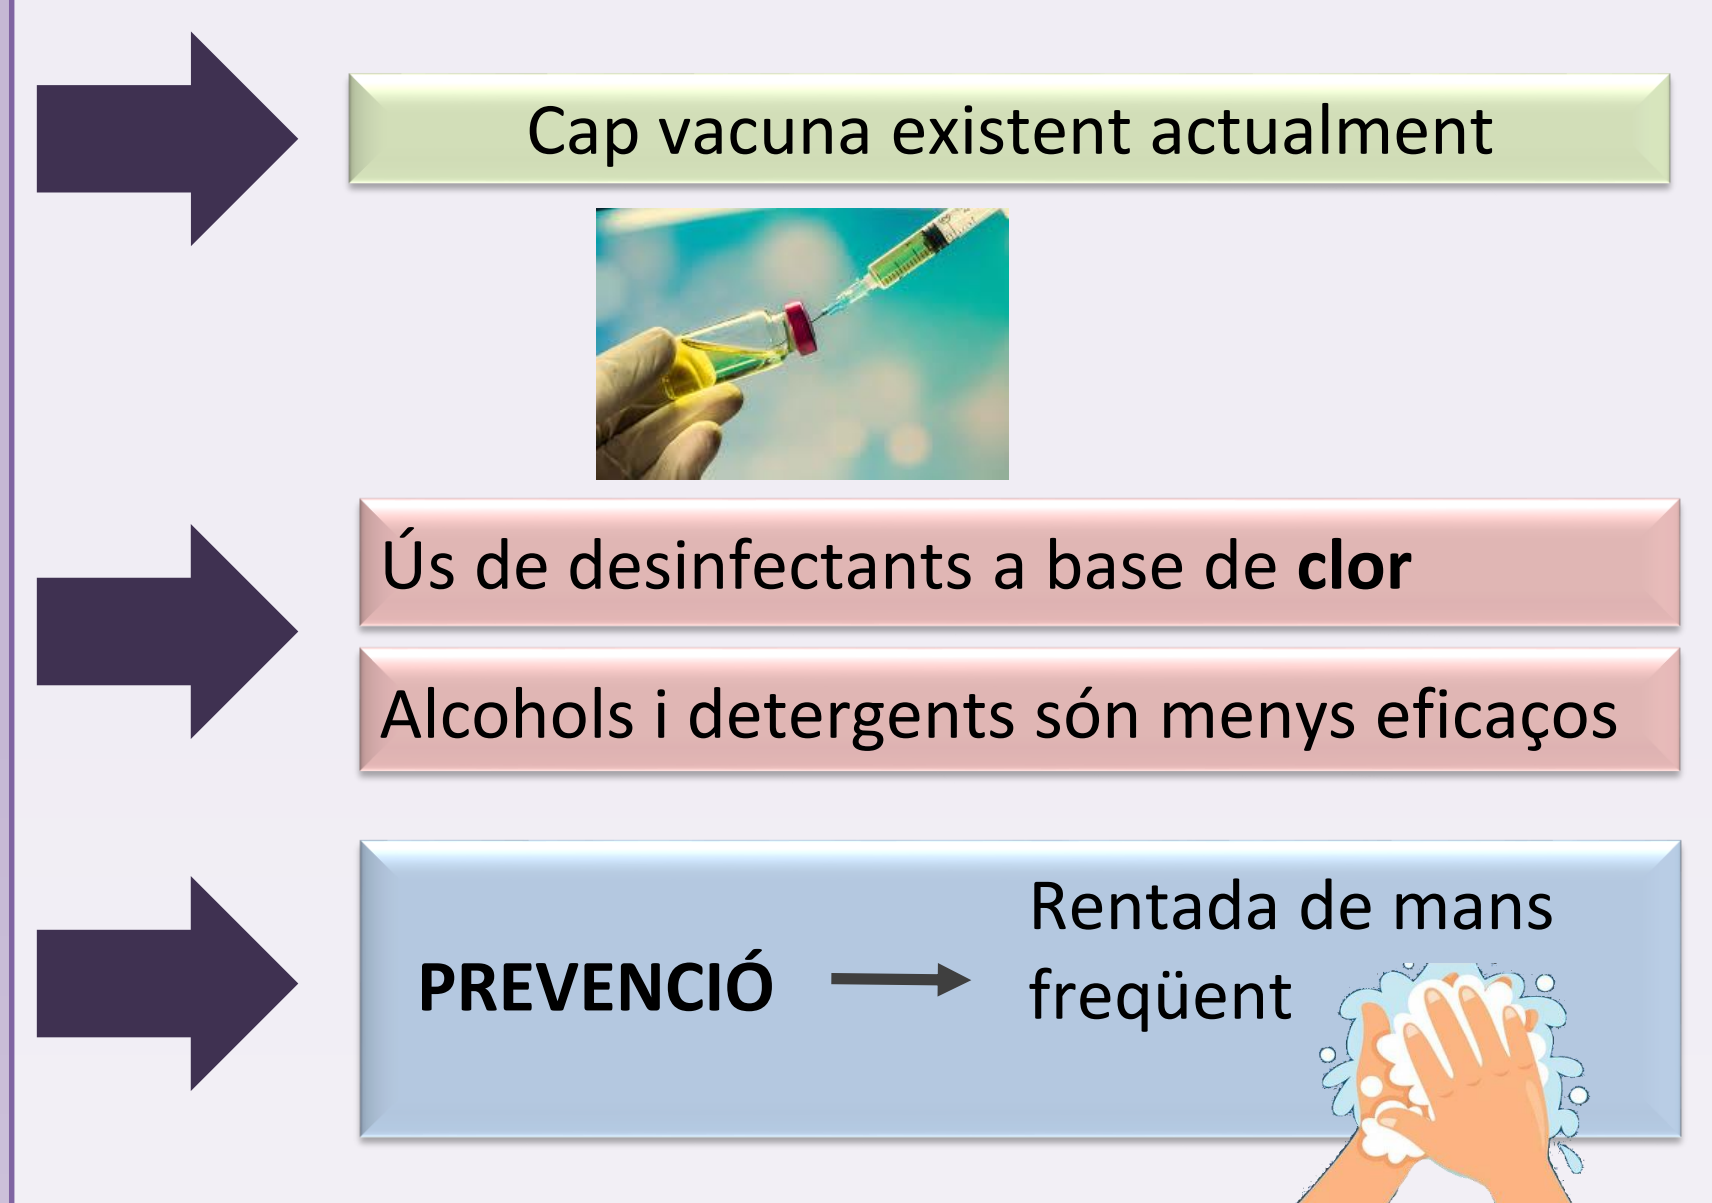 Cap vacuna existent actualment
Ús de desinfectants a base de clor
Alcohols i detergents són menys eficaços
PREVENCIÓ
Rentada de mans
freqüent